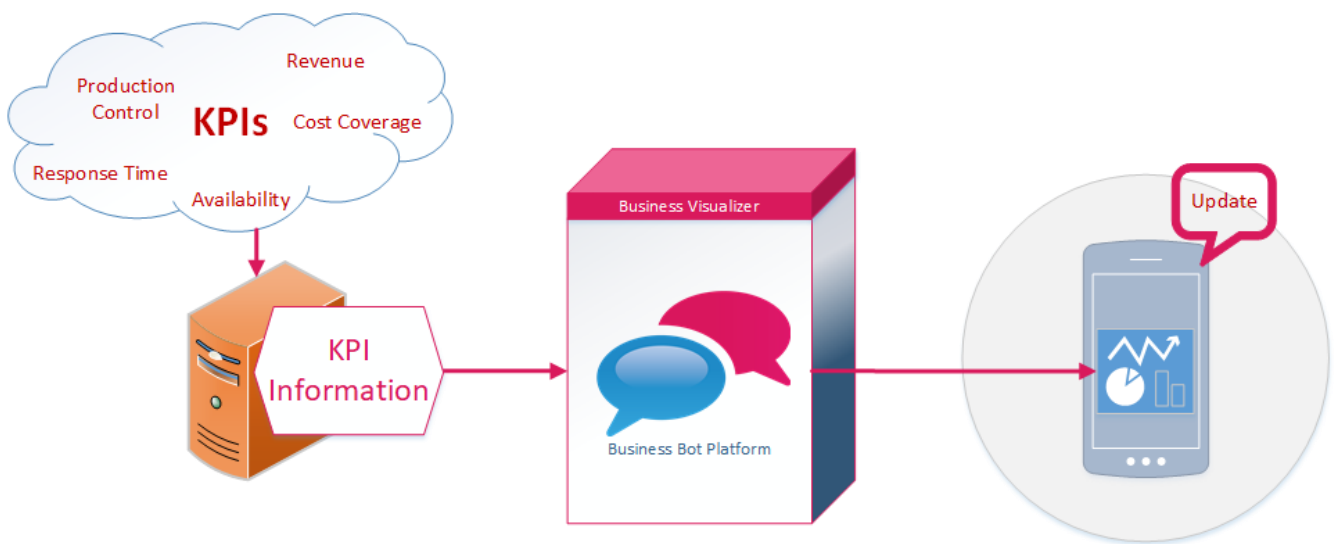 Revenue
Production
Control
KPIs
Cost Coverage
Response Time
Availability
KPI
Information
Business Visualizer
Business Bot Platform
Update